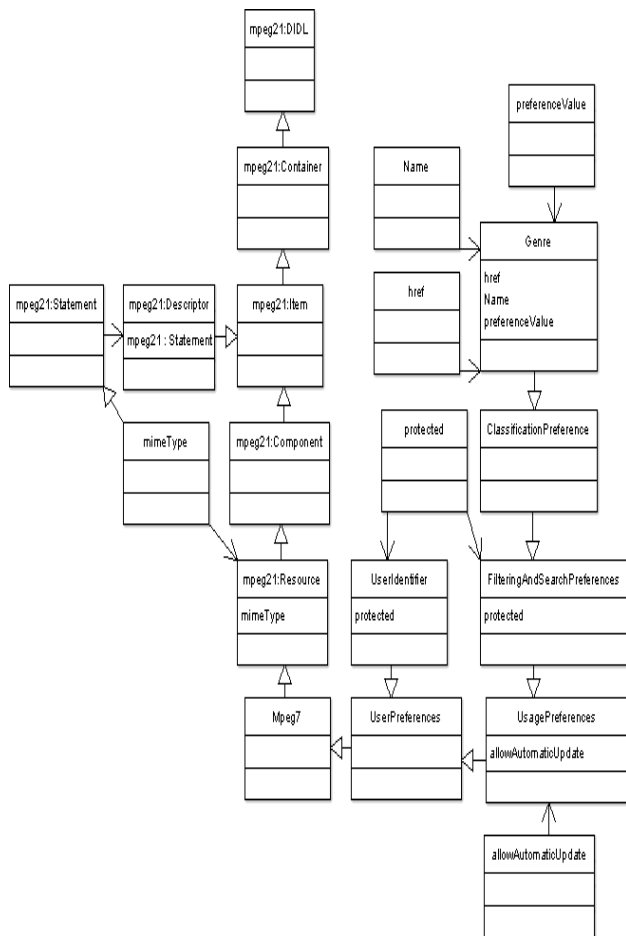 mpeg21:DIDL
preferenceValue
mpeg21:Container
Name
Genre
href
Name
preferenceValue
mpeg21:Statement
mpeg21:Descriptor
mpeg21 : Statement
mpeg21:Item
href
mimeType
mpeg21:Component
protected
ClassificationPreference
mpeg21:Resource
mimeType
UserIdentifier
protected
FilteringAndSearchPreferences
protected
Mpeg7
UserPreferences
UsagePreferences
allowAutomaticUpdate
allowAutomaticUpdate